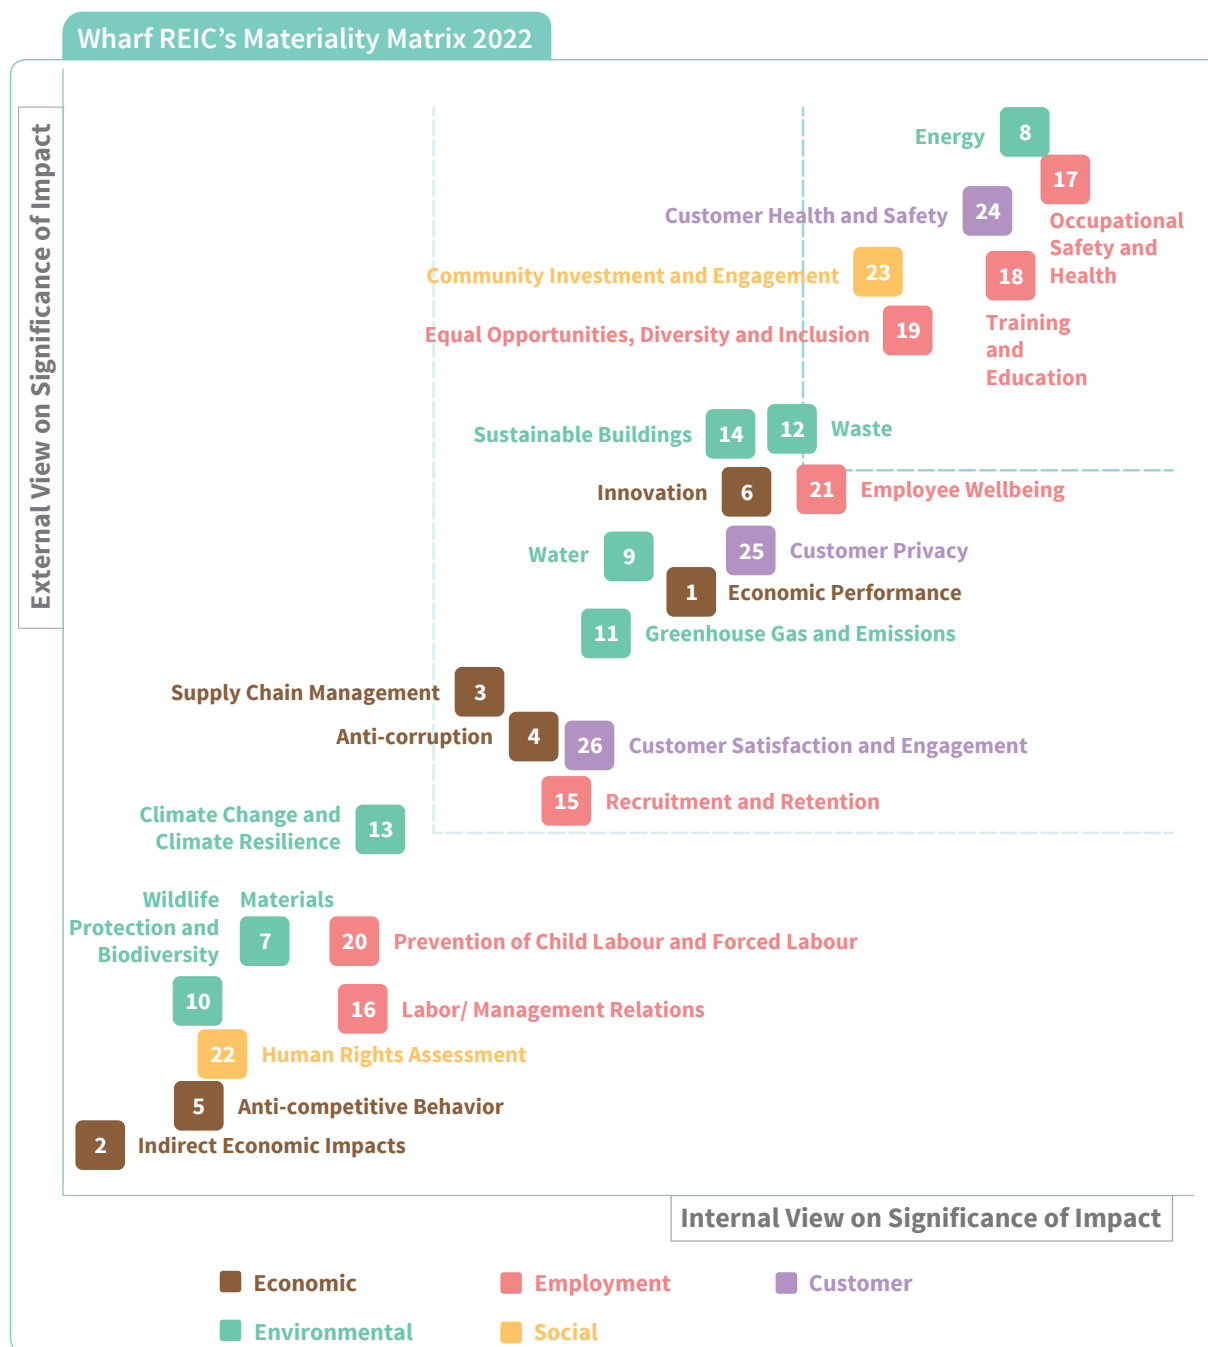 Wharf REIC’s Materiality Matrix 2022
External View on Significance of Impact
Energy
8
17
Occupational
Safety and
Health
Customer Health and Safety
24
Community Investment and Engagement
23
18
Training
and
Education
Equal Opportunities, Diversity and Inclusion
19
Sustainable Buildings
14
12
Waste
Innovation
6
21
Employee Wellbeing
Water
9
25
Customer Privacy
1
Economic Performance
11
Greenhouse Gas and Emissions
Supply Chain Management
3
Anti-corruption
4
26
Customer Satisfaction and Engagement
15
Recruitment and Retention
Climate Change and
Climate Resilience
13
Wildlife
Protection and
Biodiversity
10
Materials
7
20
Prevention of Child Labour and Forced Labour
16
Labor/ Management Relations
22
Human Rights Assessment
5
Anti-competitive Behavior
2
Indirect Economic Impacts
Internal View on Significance of Impact
Economic
Employment
Customer
Environmental
Social